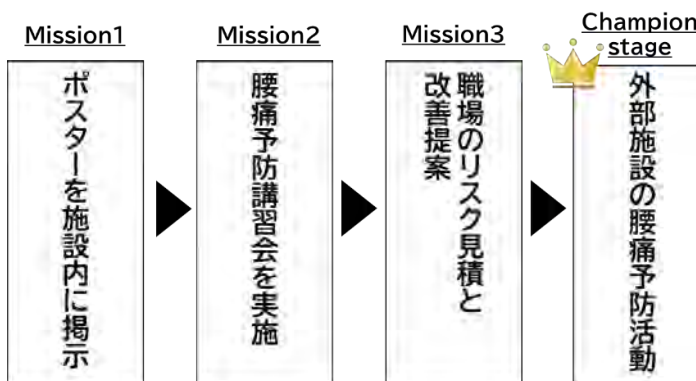 Mission1
ポスターを施設内に掲示
Mission2
腰痛予防講習会を実施
Mission3
職場のリスク見積と
改善提案
Champion
stage
外部施設の腰痛予防活動